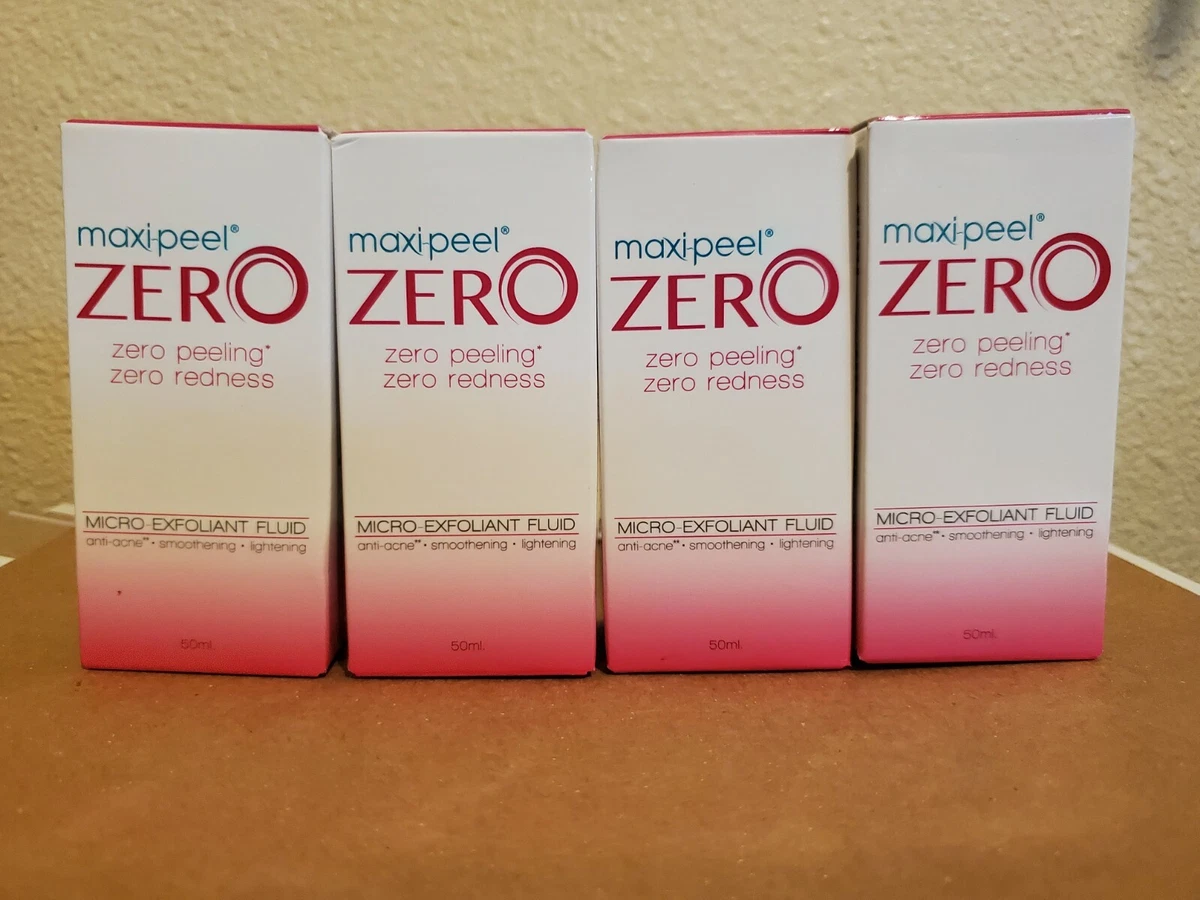 maxi-peel®
ZERO
zero peeling*
zero redness
MICRO-EXFOLIANT FLUID
anti-acne** • smoothening • lightening
50ml.
maxi-peel®
ZERO
zero peeling*
zero redness
MICRO-EXFOLIANT FLUID
anti-acne** • smoothening • lightening
50ml.
maxi-peel®
ZERO
zero peeling*
zero redness
MICRO-EXFOLIANT FLUID
anti-acne** • smoothening • lightening
50ml.
maxi-peel®
ZERO
zero peeling*
zero redness
MICRO-EXFOLIANT FLUID
anti-acne** • smoothening • lightening
50ml.